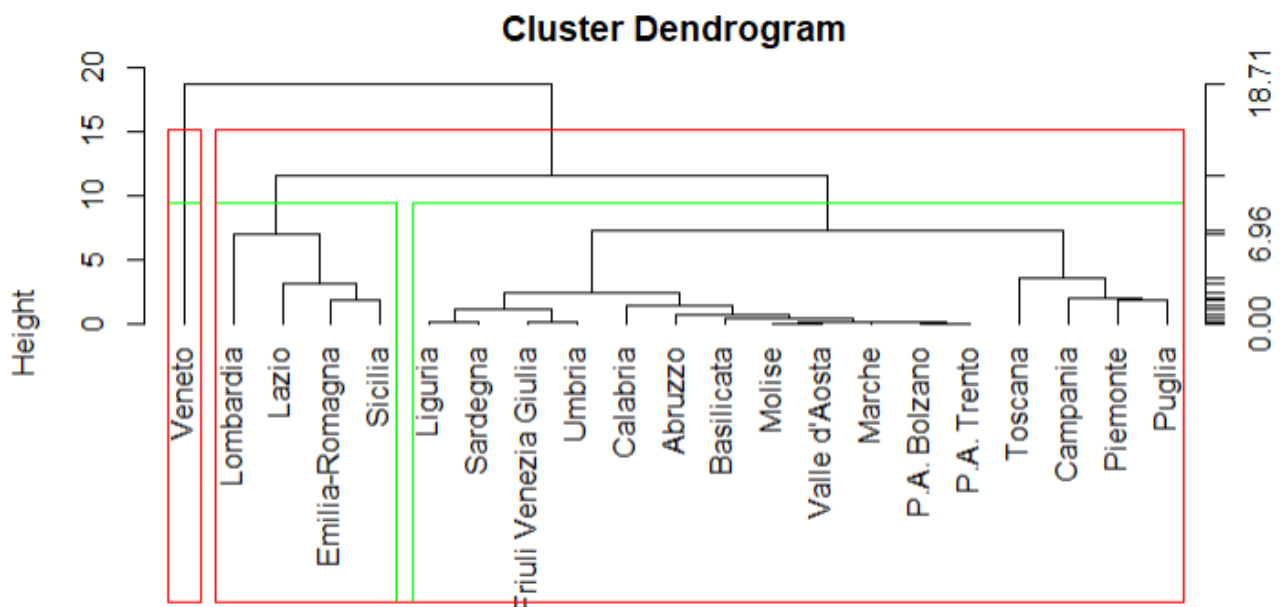 Cluster Dendrogram
Height
20
15
10
5
0
18.71
6.96
0.00
Veneto
Lombardia
Lazio
Emilia-Romagna
Sicilia
Liguria
Sardegna
Friuli Venezia Giulia
Umbria
Calabria
Abruzzo
Basilicata
Molise
Valle d'Aosta
Marche
P.A. Bolzano
P.A. Trento
Toscana
Campania
Piemonte
Puglia